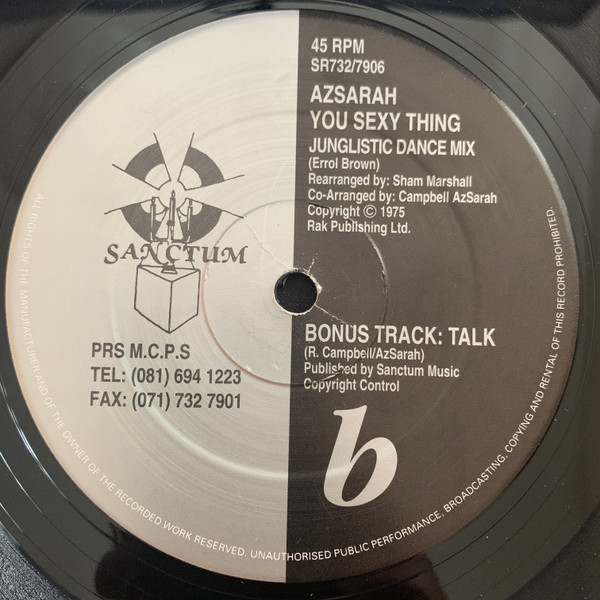 45 RPM
SR732/7906
AZSARAH
YOU SEXY THING
JUNGLISTIC DANCE MIX
(Errol Brown)
Rearranged by: Sham Marshall
Co-Arranged by: Campbell AzSarah
Copyright © 1975
Rak Publishing Ltd.
SANCTUM
BONUS TRACK: TALK
(R. Campbell/AzSarah)
Published by Sanctum Music
Copyright Control
PRS M.C.P.S
TEL: (081) 694 1223
FAX: (071) 732 7901
b
ALL RIGHTS OF THE MANUFACTURER AND OF THE OWNER OF THE RECORDED WORK RESERVED. UNAUTHORISED PUBLIC PERFORMANCE, BROADCASTING, COPYING AND RENTAL OF THIS RECORD PROHIBITED.